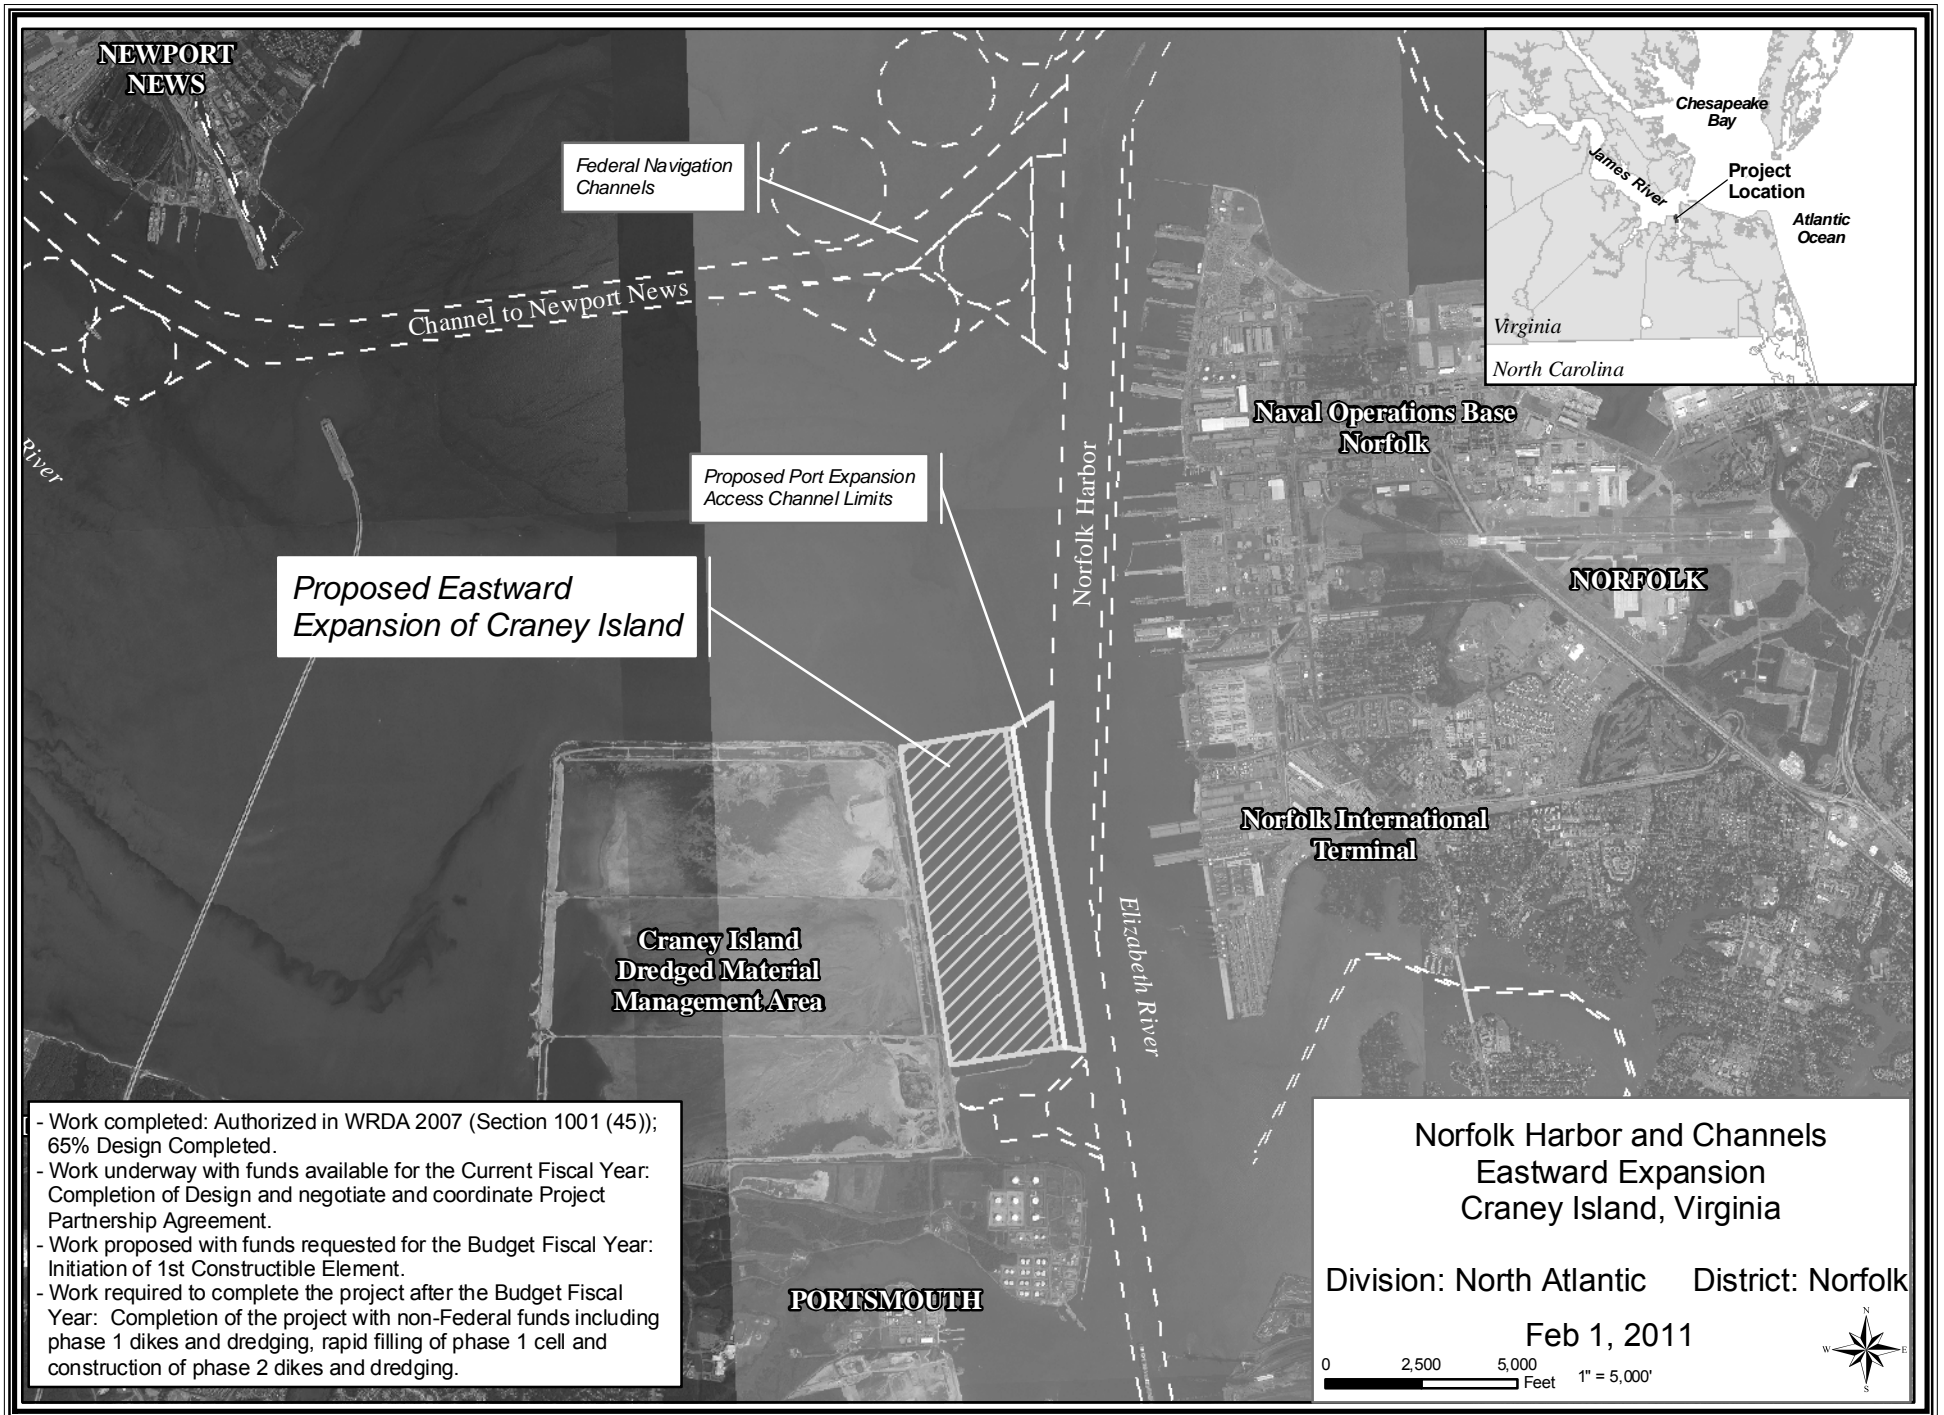 NEWPORT
NEWS
Federal Navigation
Channels
Channel to Newport News
Chesapeake
Bay
James River
Project
Location
Atlantic
Ocean
Virginia
North Carolina
River
Naval Operations Base
Norfolk
Proposed Port Expansion
Access Channel Limits
Norfolk Harbor
Proposed Eastward
Expansion of Craney Island
NORFOLK
Norfolk International
Terminal
Craney Island
Dredged Material
Management Area
Elizabeth River
- Work completed: Authorized in WRDA 2007 (Section 1001 (45));
65% Design Completed.
- Work underway with funds available for the Current Fiscal Year:
Completion of Design and negotiate and coordinate Project
Partnership Agreement.
- Work proposed with funds requested for the Budget Fiscal Year:
Initiation of 1st Constructible Element.
- Work required to complete the project after the Budget Fiscal
Year: Completion of the project with non-Federal funds including
phase 1 dikes and dredging, rapid filling of phase 1 cell and
construction of phase 2 dikes and dredging.
PORTSMOUTH
Norfolk Harbor and Channels
Eastward Expansion
Craney Island, Virginia
Division: North Atlantic District: Norfolk
Feb 1, 2011
0 2,500 5,000
Feet
1" = 5,000'
N
W E
S